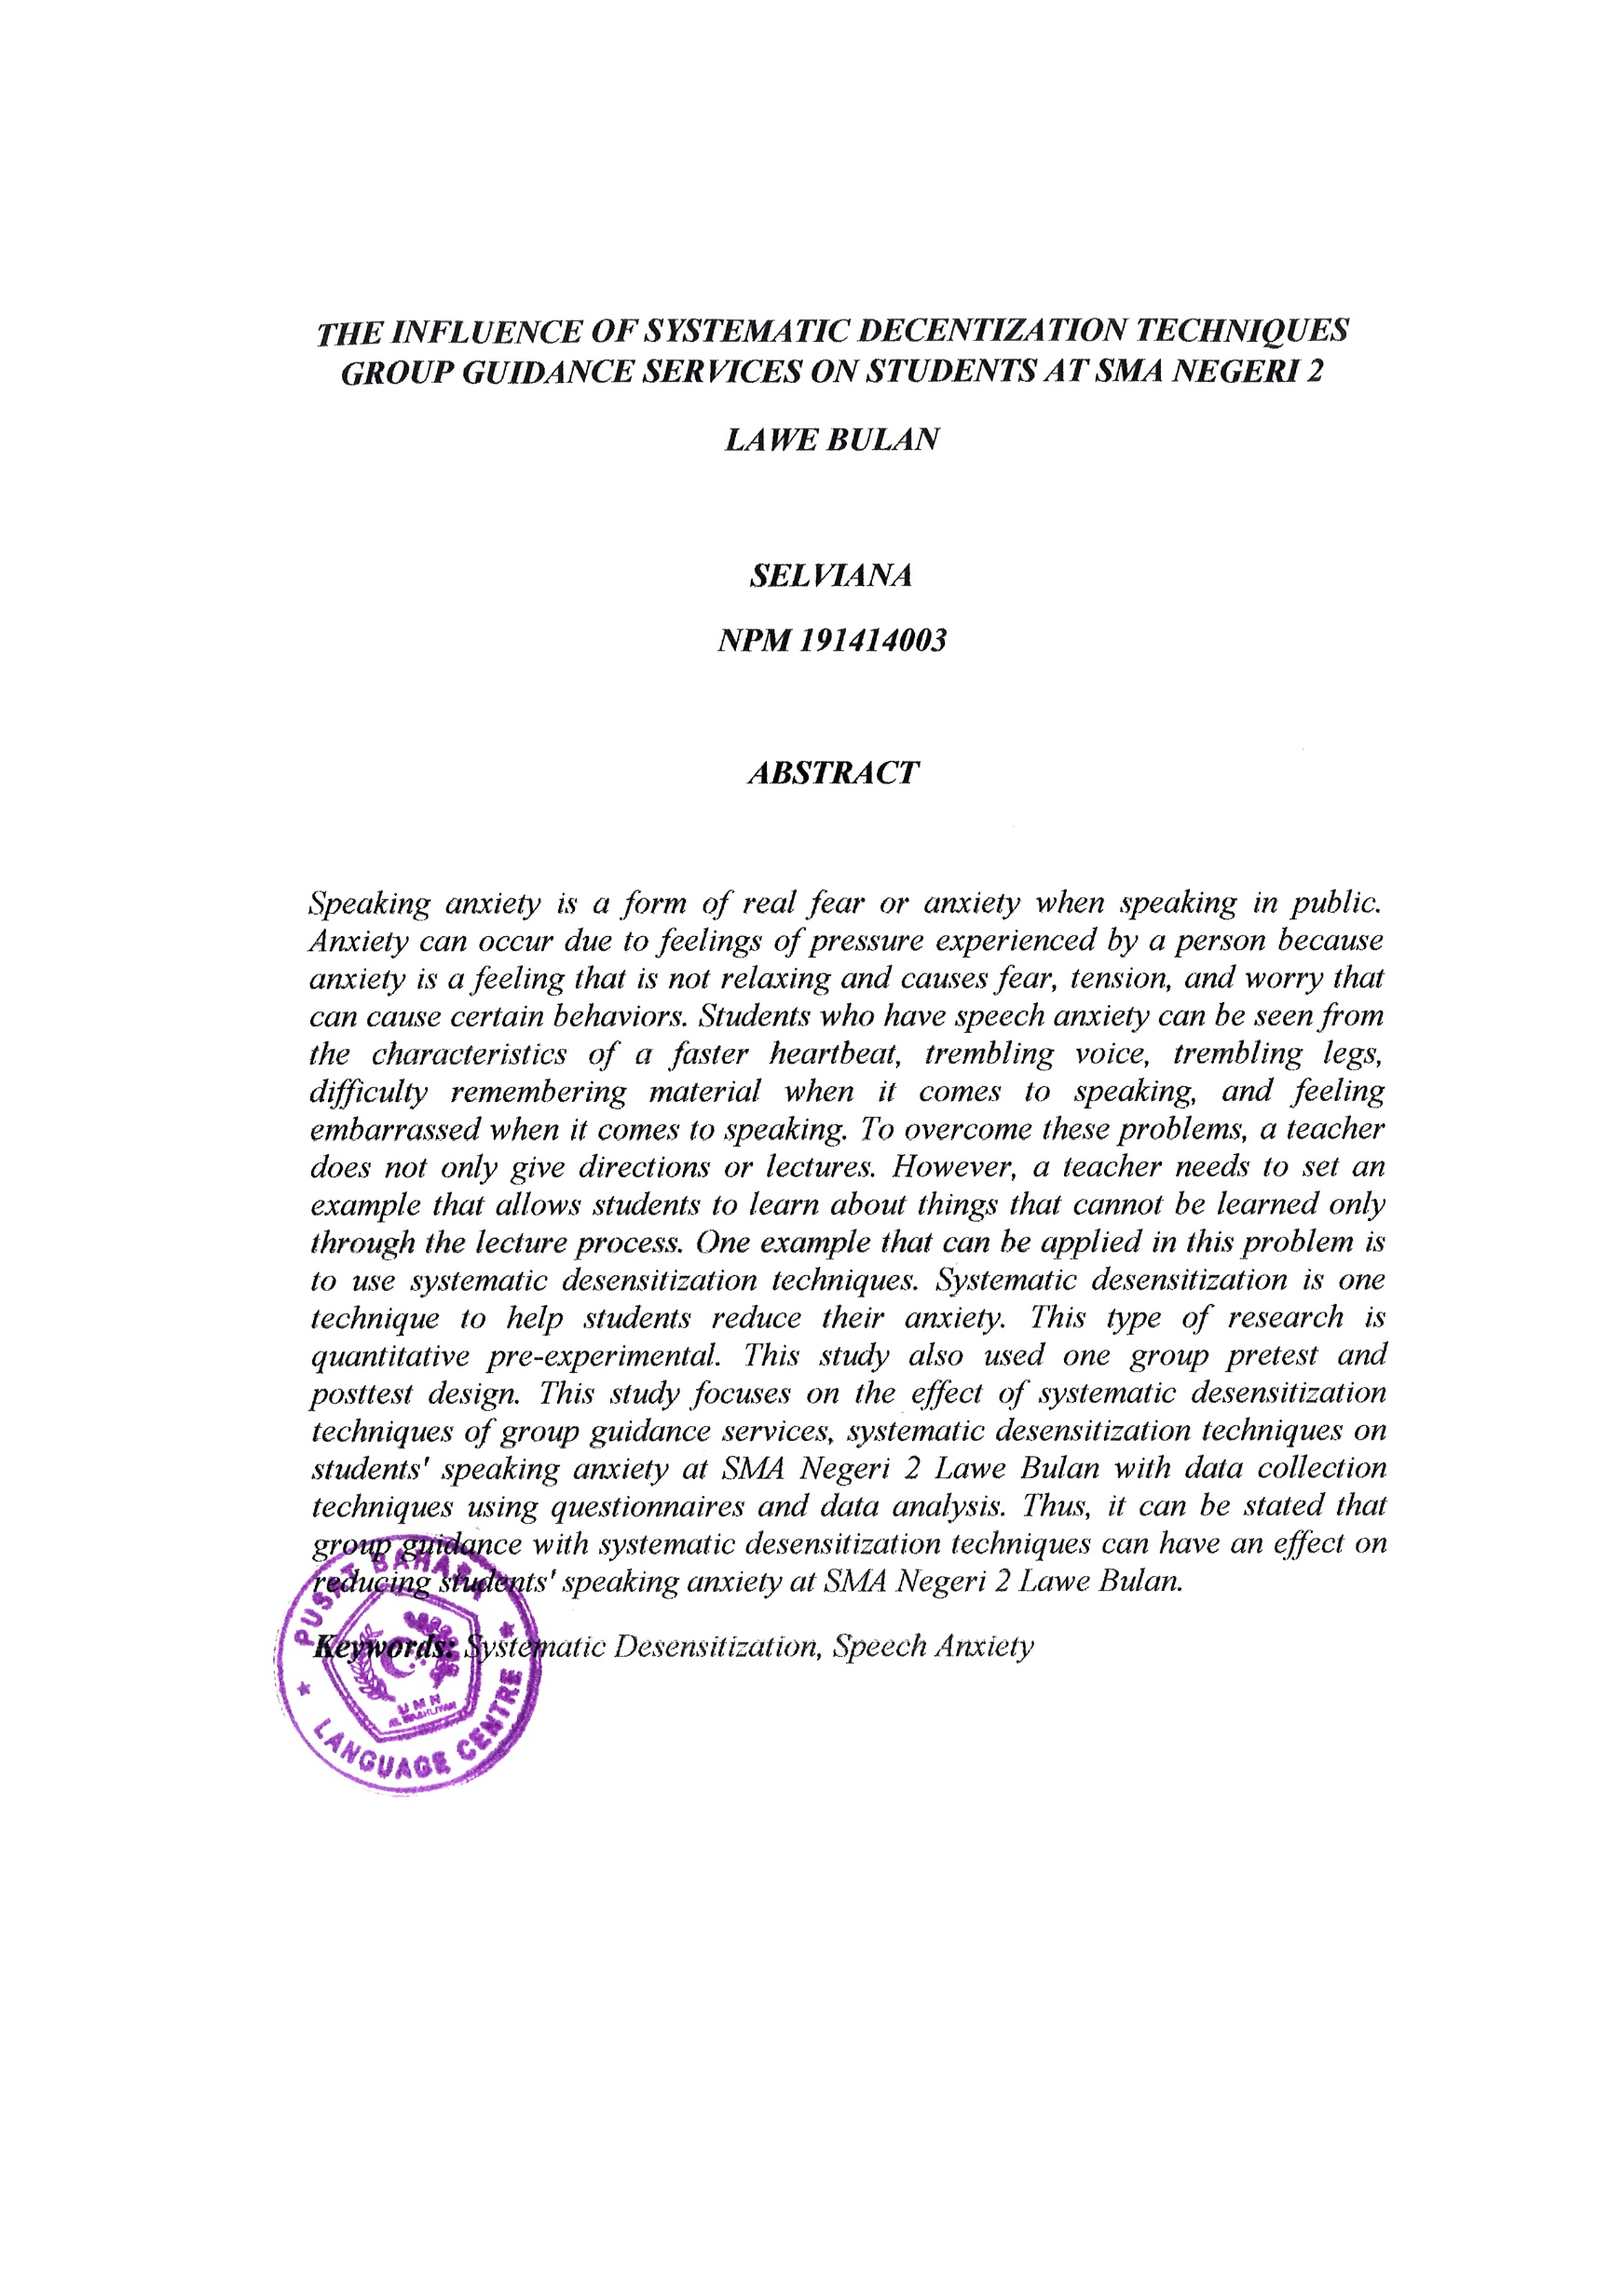 THE INFLUENCE OF SYSTEMATIC DECENTIZATION TECHNIQUES
GROUP GUIDANCE SERVICES ON STUDENTS AT SMA NEGERI 2
LAWE BULAN
SELVIANA
NPM 191414003
ABSTRACT
Speaking anxiety is a form of real fear or anxiety when speaking in public.
Anxiety can occur due to feelings of pressure experienced by a person because
anxiety is a feeling that is not relaxing and causes fear, tension, and worry that
can cause certain behaviors. Students who have speech anxiety can be seen from
the characteristics of a faster heartbeat, trembling voice, trembling legs,
difficulty remembering material when it comes to speaking, and feeling
embarrassed when it comes to speaking. To overcome these problems, a teacher
does not only give directions or lectures. However, a teacher needs to set an
example that allows students to learn about things that cannot be learned only
through the lecture process. One example that can be applied in this problem is
to use systematic desensitization techniques. Systematic desensitization is one
technique to help students reduce their anxiety. This type of research is
quantitative pre-experimental. This study also used one group pretest and
posttest design. This study focuses on the effect of systematic desensitization
techniques of group guidance services, systematic desensitization techniques on
students' speaking anxiety at SMA Negeri 2 Lawe Bulan with data collection
techniques using questionnaires and data analysis. Thus, it can be stated that
group guidance with systematic desensitization techniques can have an effect on
reducing students' speaking anxiety at SMA Negeri 2 Lawe Bulan.
Keywords: Systematic Desensitization, Speech Anxiety
PUSAT BAHASA
UMN
AL WASHLIYAH
LANGUAGE CENTRE